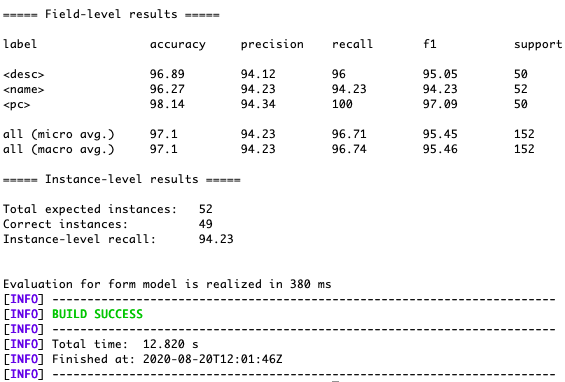 ===== Field-level results =====
label accuracy precision recall f1 support
<desc> 96.89 94.12 96 95.05 50
<name> 96.27 94.23 94.23 94.23 52
<pc> 98.14 94.34 100 97.09 50
all (micro avg.) 97.1 94.23 96.71 95.45 152
all (macro avg.) 97.1 94.23 96.74 95.46 152
===== Instance-level results =====
Total expected instances: 52
Correct instances: 49
Instance-level recall: 94.23
Evaluation for form model is realized in 380 ms
[INFO] ------------------------------------------------------------------------
[INFO] BUILD SUCCESS
[INFO] ------------------------------------------------------------------------
[INFO] Total time: 12.820 s
[INFO] Finished at: 2020-08-20T12:01:46Z
[INFO] ------------------------------------------------------------------------